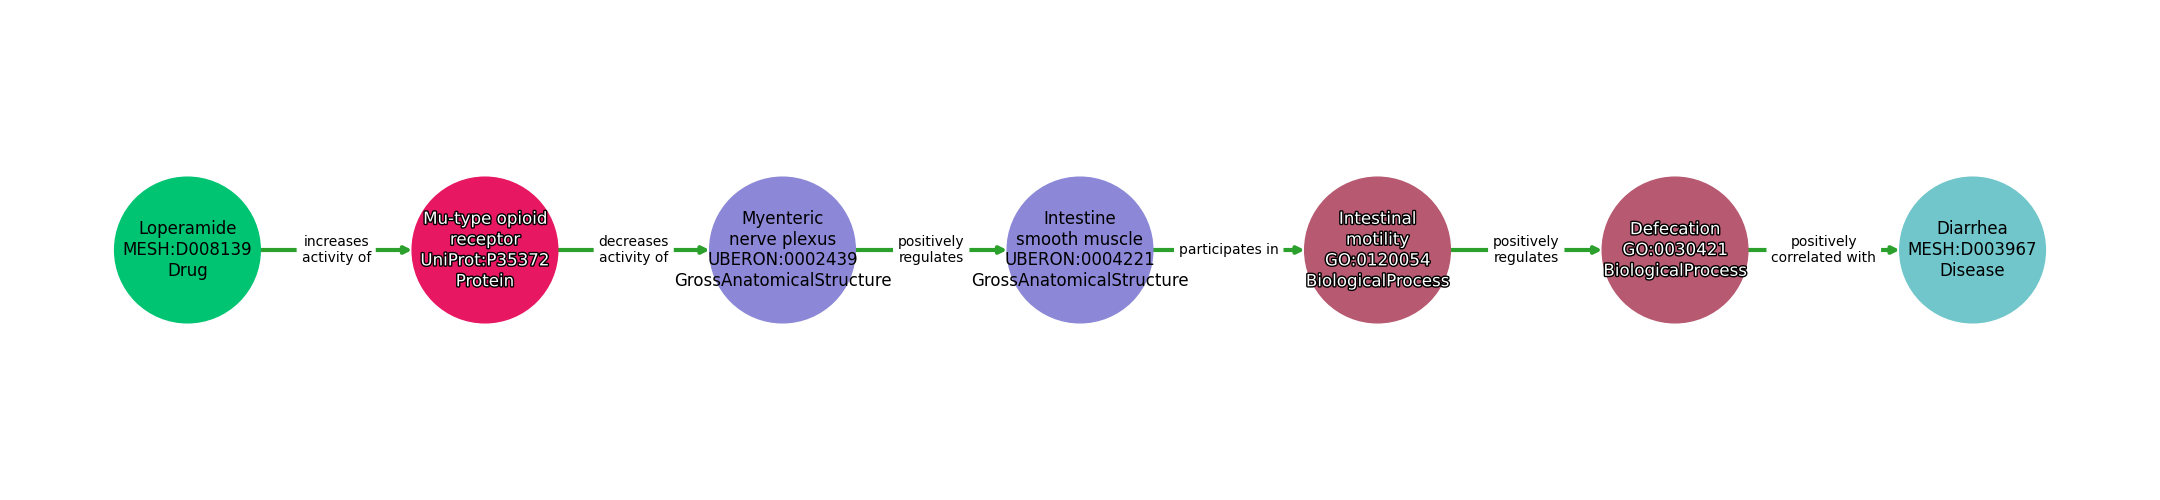 Loperamide
MESH:D008139
Drug
increases
activity of
Mu-type opioid
receptor
UniProt:P35372
Protein
decreases
activity of
Myenteric
nerve plexus
UBERON:0002439
GrossAnatomicalStructure
positively
regulates
Intestine
smooth muscle
UBERON:0004221
GrossAnatomicalStructure
participates in
Intestinal
motility
GO:0120054
BiologicalProcess
positively
regulates
Defecation
GO:0030421
BiologicalProcess
positively
correlated with
Diarrhea
MESH:D003967
Disease